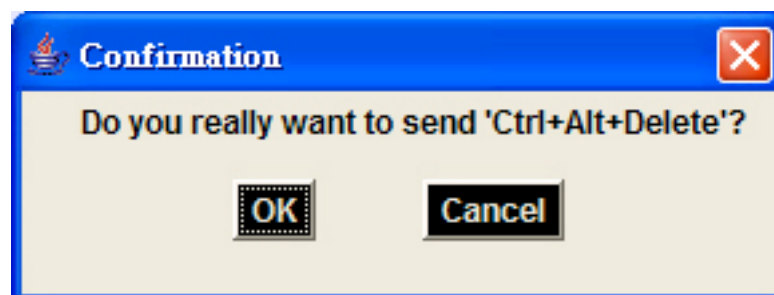 Confirmation
Do you really want to send 'Ctrl+Alt+Delete'?
OK Cancel